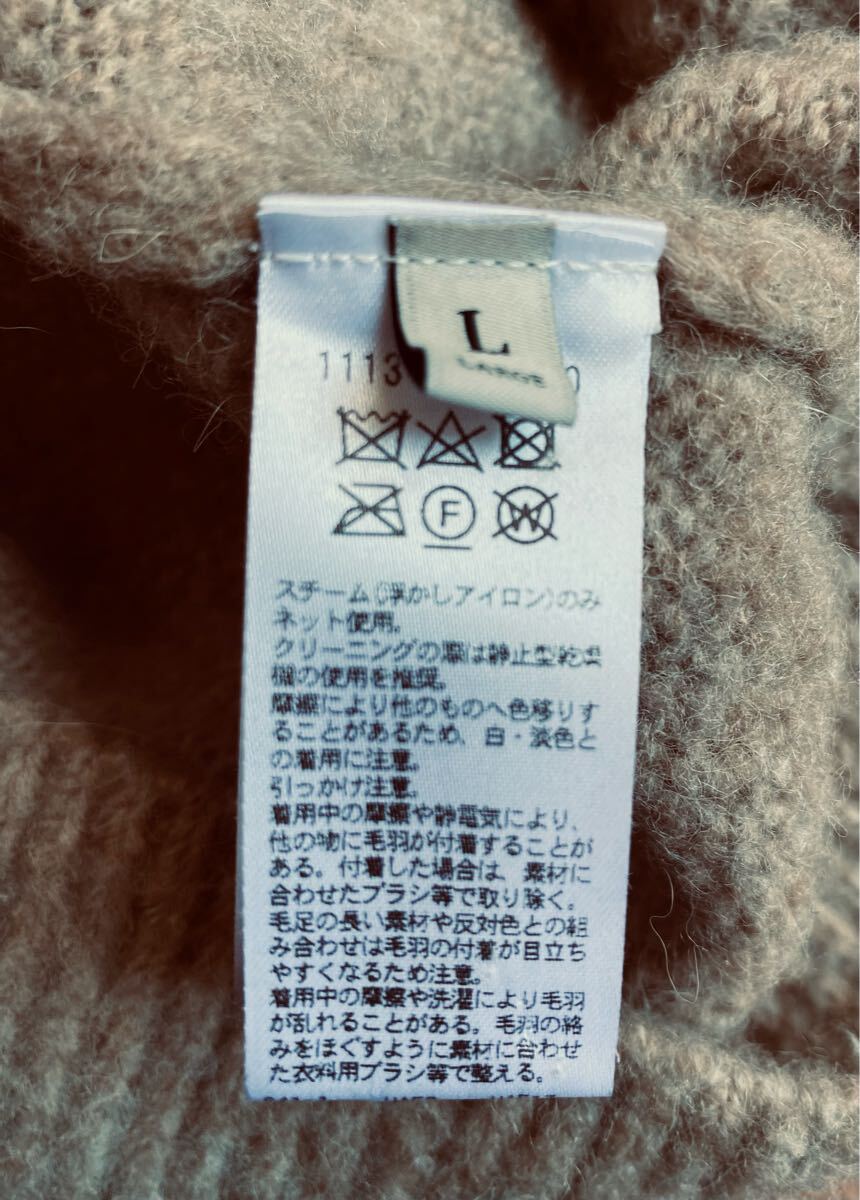 L
LARGE
1113
0
F
W
スチーム(浮かしアイロン)のみ
ネット使用。
クリーニングの際は静止型乾燥
機の使用を推奨。
摩擦により他のものへ色移りす
ることがあるため、白・淡色と
の着用に注意。
引っかけ注意。
着用中の摩擦や静電気により、
他の物に毛羽が付着することが
ある。付着した場合は、素材に
合わせたブラシ等で取り除く。
毛足の長い素材や反対色との組
み合わせは毛羽の付着が目立ち
やすくなるため注意。
着用中の摩擦や洗濯により毛羽
が乱れることがある。毛羽の絡
みをほぐすように素材に合わせ
た衣料用ブラシ等で整える。